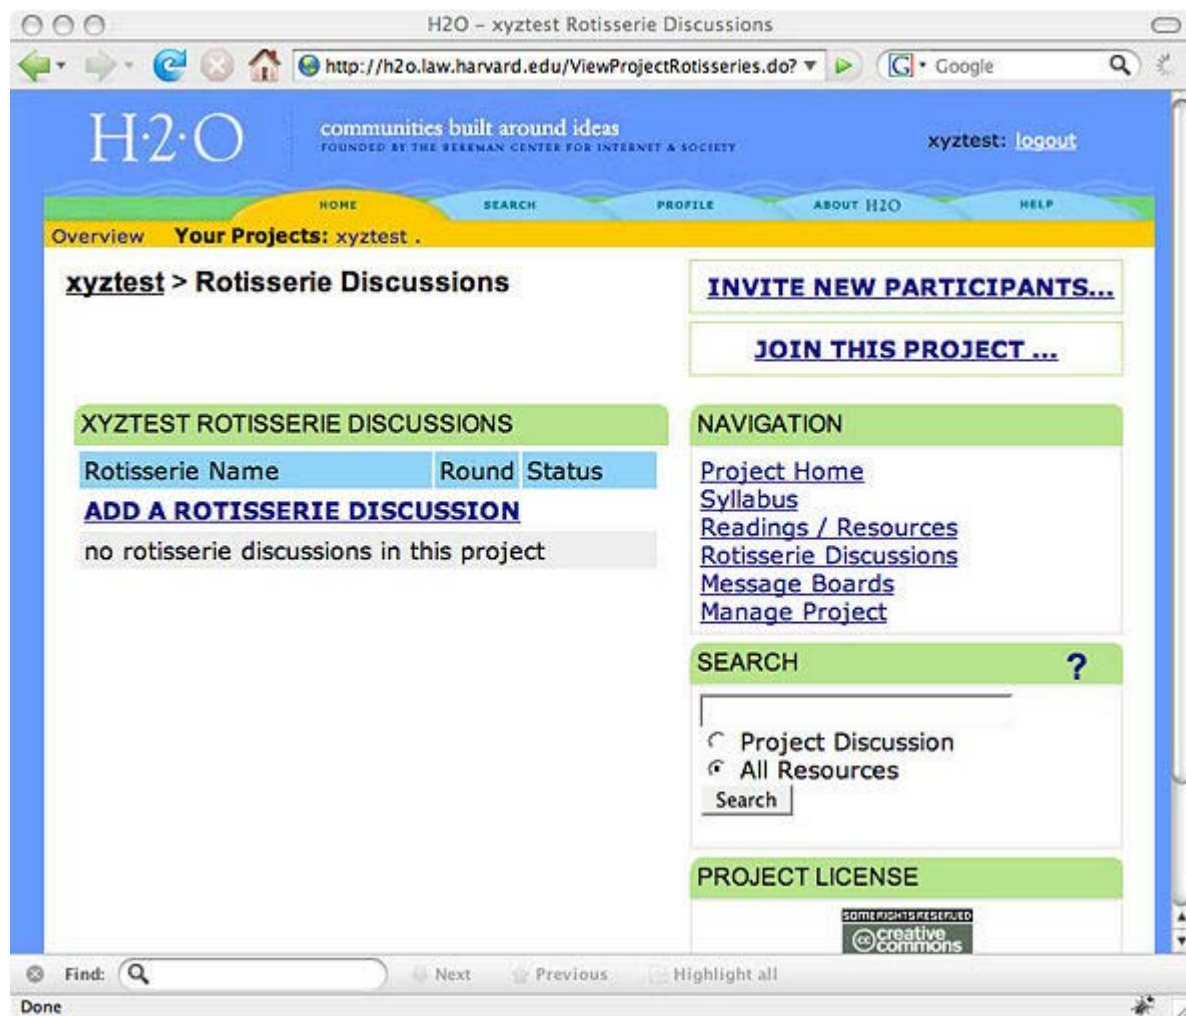 H2O – xyztest Rotisserie Discussions
http://h2o.law.harvard.edu/ViewProjectRotisseries.do?
G Google
H·2·O
communities built around ideas
FOUNDED BY THE BERKMAN CENTER FOR INTERNET & SOCIETY
xyztest: logout
HOME SEARCH PROFILE ABOUT H2O HELP
Overview Your Projects: xyztest .
xyztest > Rotisserie Discussions
INVITE NEW PARTICIPANTS...
JOIN THIS PROJECT ...
XYZTEST ROTISSERIE DISCUSSIONS
Rotisserie Name Round Status
ADD A ROTISSERIE DISCUSSION
no rotisserie discussions in this project
NAVIGATION
Project Home
Syllabus
Readings / Resources
Rotisserie Discussions
Message Boards
Manage Project
SEARCH ?
Project Discussion
All Resources
Search
PROJECT LICENSE
SOME RIGHTS RESERVED
cc creative
commons
Find: Next Previous Highlight all
Done